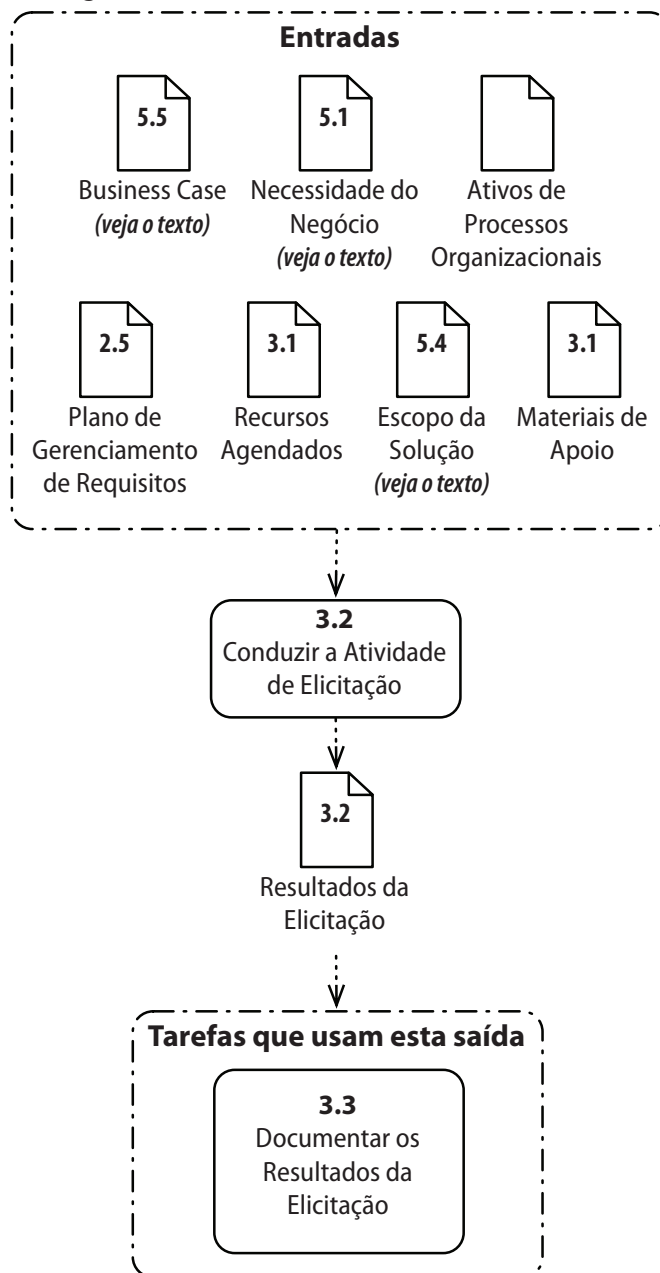 Entradas
5.5
Business Case
(veja o texto)
5.1
Necessidade do
Negócio
(veja o texto)
Ativos de
Processos
Organizacionais
2.5
Plano de
Gerenciamento
de Requisitos
3.1
Recursos
Agendados
5.4
Escopo da
Solução
(veja o texto)
3.1
Materiais de
Apoio
3.2
Conduzir a Atividade
de Elicitação
3.2
Resultados da
Elicitação
Tarefas que usam esta saída
3.3
Documentar os
Resultados da
Elicitação